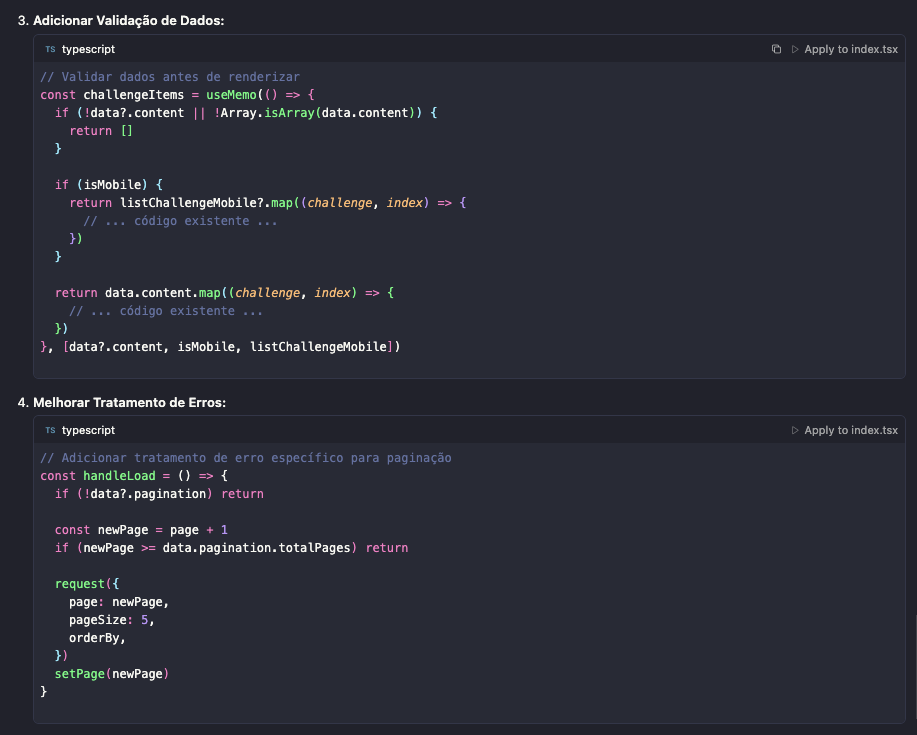 3. Adicionar Validação de Dados:
TS typescript
Apply to index.tsx
// Validar dados antes de renderizar
const challengeItems = useMemo(() => {
  if (!data?.content || !Array.isArray(data.content)) {
    return []
  }

  if (isMobile) {
    return listChallengeMobile?.map((challenge, index) => {
      // ... código existente ...
    })
  }

  return data.content.map((challenge, index) => {
    // ... código existente ...
  })
}, [data?.content, isMobile, listChallengeMobile])
4. Melhorar Tratamento de Erros:
TS typescript
Apply to index.tsx
// Adicionar tratamento de erro específico para paginação
const handleLoad = () => {
  if (!data?.pagination) return

  const newPage = page + 1
  if (newPage >= data.pagination.totalPages) return

  request({
    page: newPage,
    pageSize: 5,
    orderBy,
  })
  setPage(newPage)
}